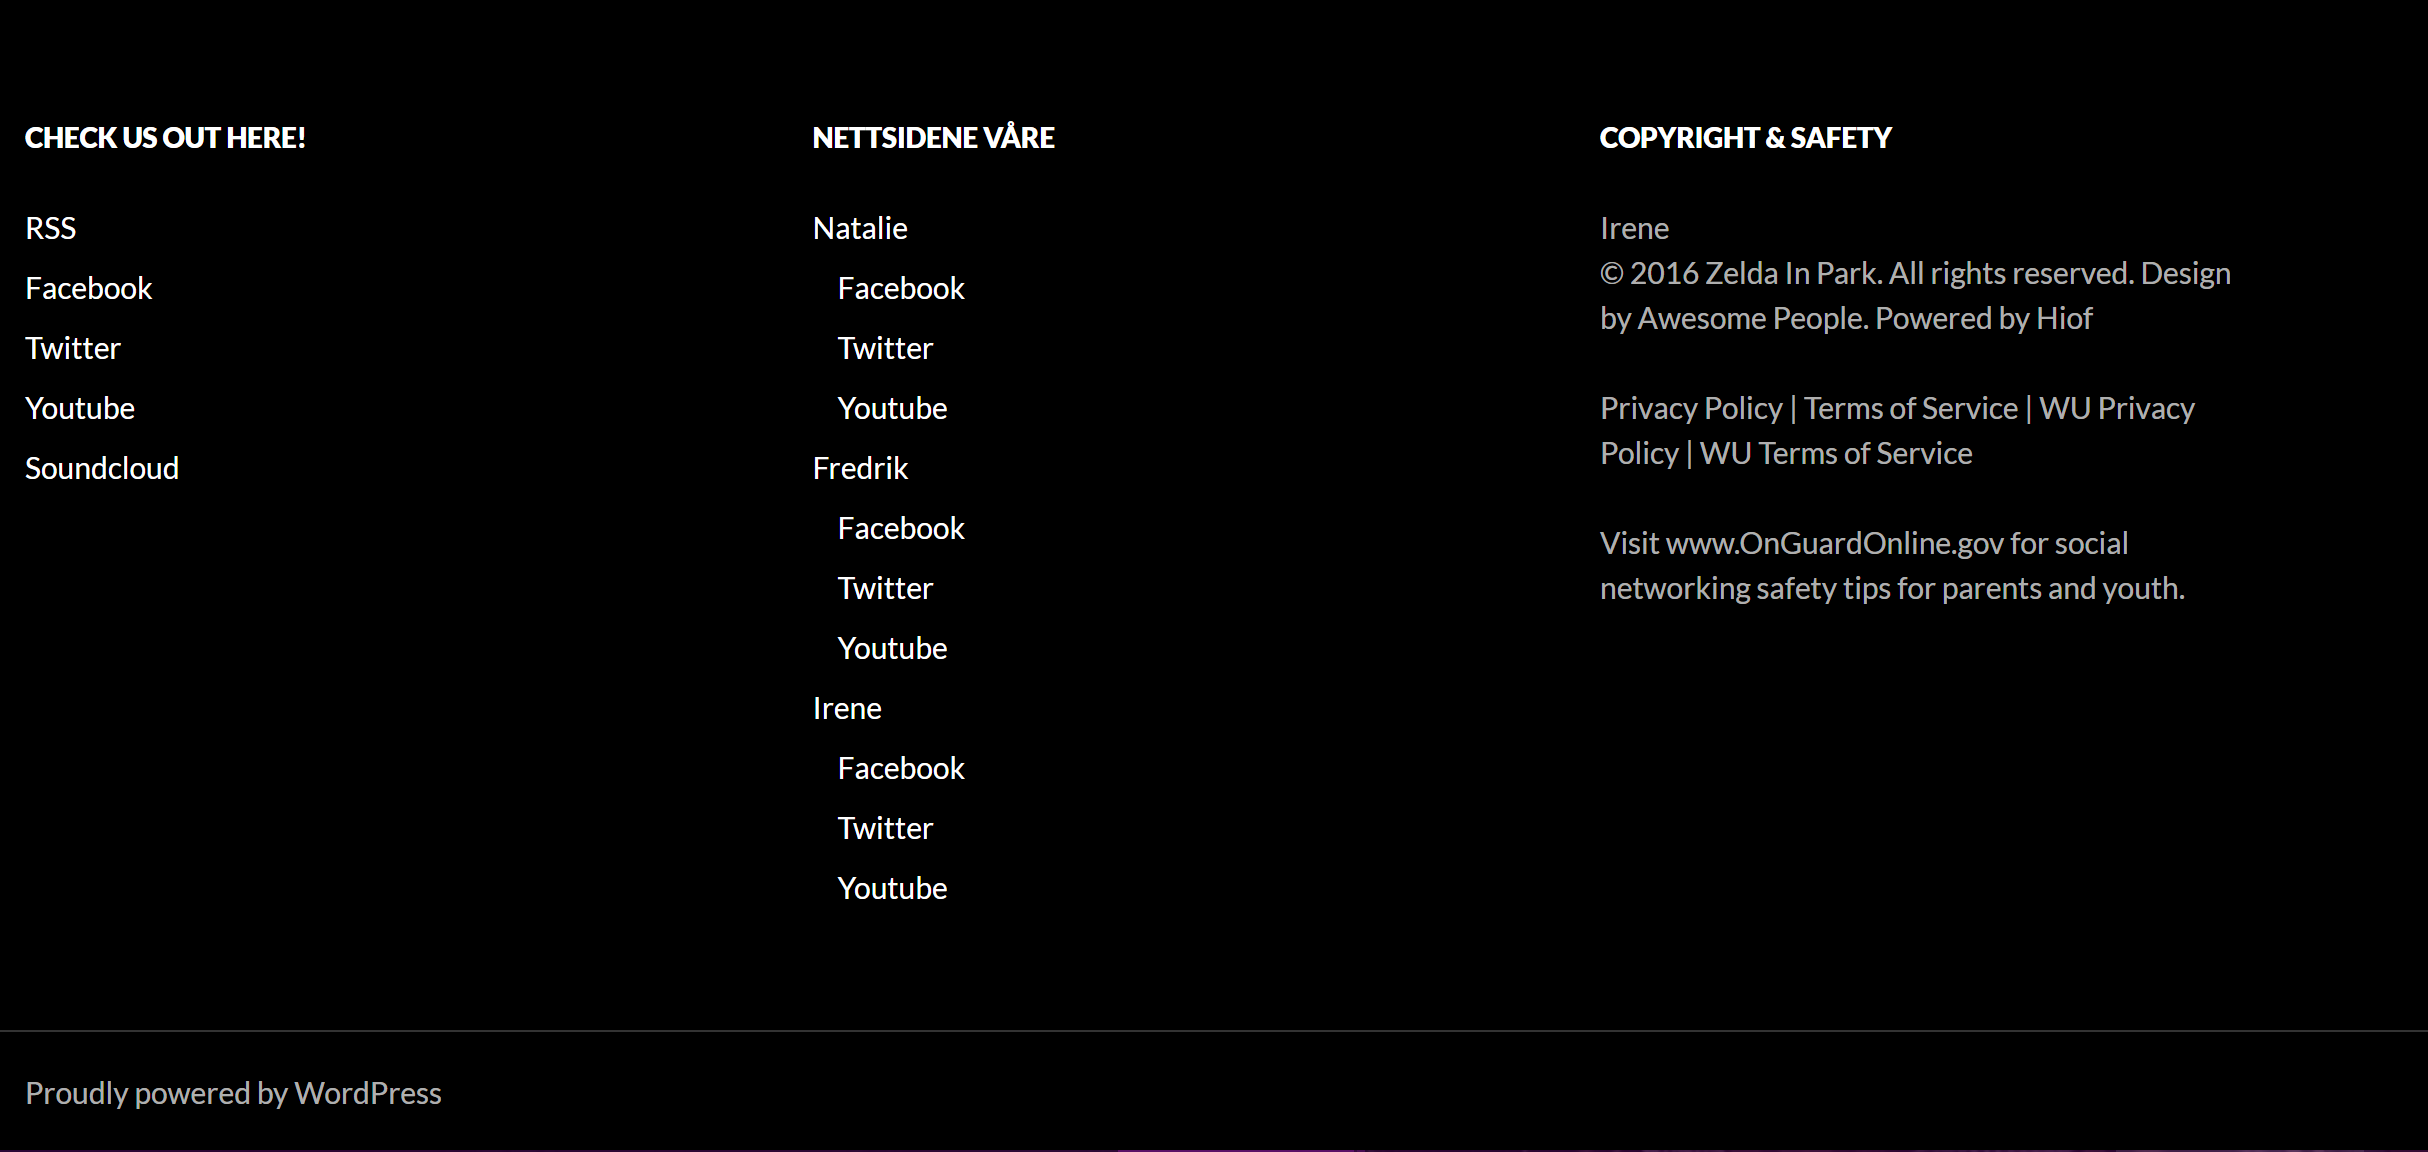 CHECK US OUT HERE!
RSS
Facebook
Twitter
Youtube
Soundcloud
NETTSIDENE VÅRE
Natalie
Facebook
Twitter
Youtube
Fredrik
Facebook
Twitter
Youtube
Irene
Facebook
Twitter
Youtube
COPYRIGHT & SAFETY
Irene
© 2016 Zelda In Park. All rights reserved. Design
by Awesome People. Powered by Hiof
Privacy Policy | Terms of Service | WU Privacy
Policy | WU Terms of Service
Visit www.OnGuardOnline.gov for social
networking safety tips for parents and youth.
Proudly powered by WordPress